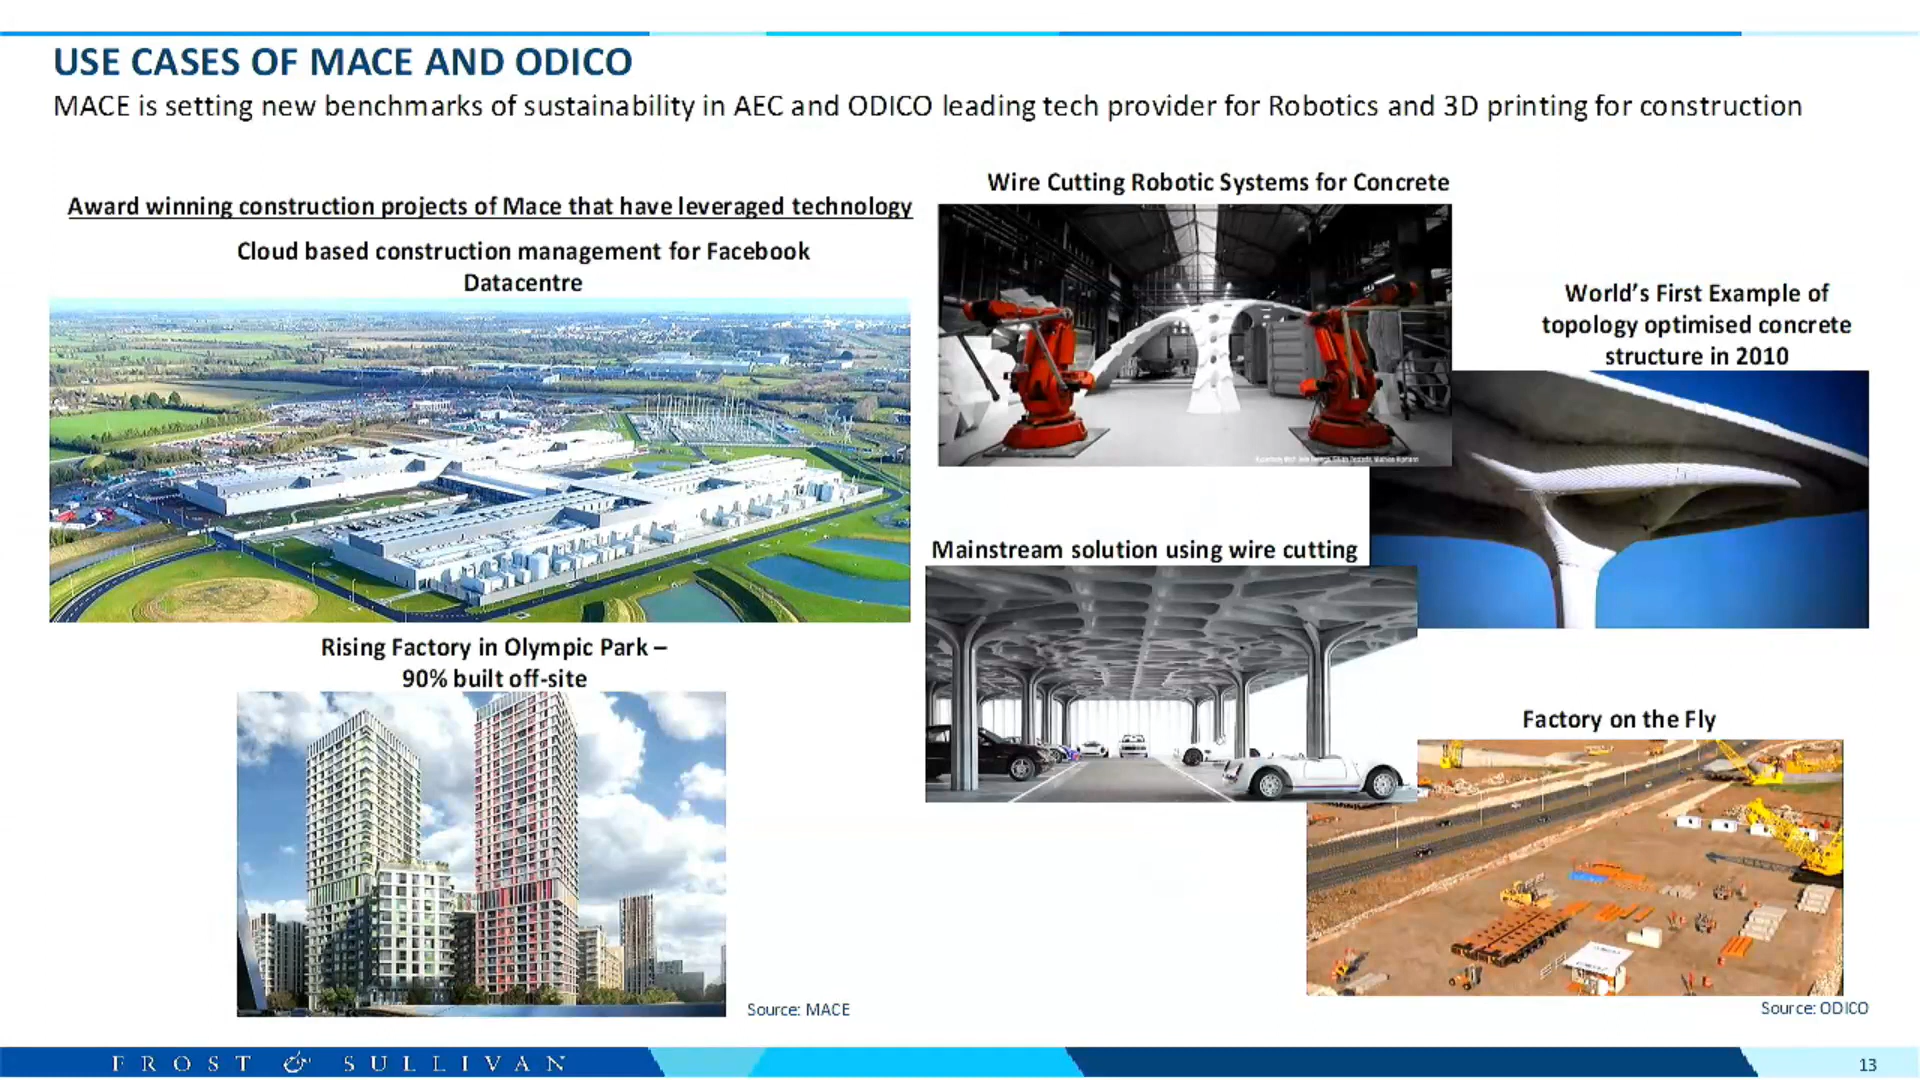 USE CASES OF MACE AND ODICO
MACE is setting new benchmarks of sustainability in AEC and ODICO leading tech provider for Robotics and 3D printing for construction
Award winning construction projects of Mace that have leveraged technology
Cloud based construction management for Facebook
Datacentre
Rising Factory in Olympic Park –
90% built off-site
Source: MACE
Wire Cutting Robotic Systems for Concrete
World's First Example of
topology optimised concrete
structure in 2010
Mainstream solution using wire cutting
Factory on the Fly
Source: ODICO
FROST & SULLIVAN
13